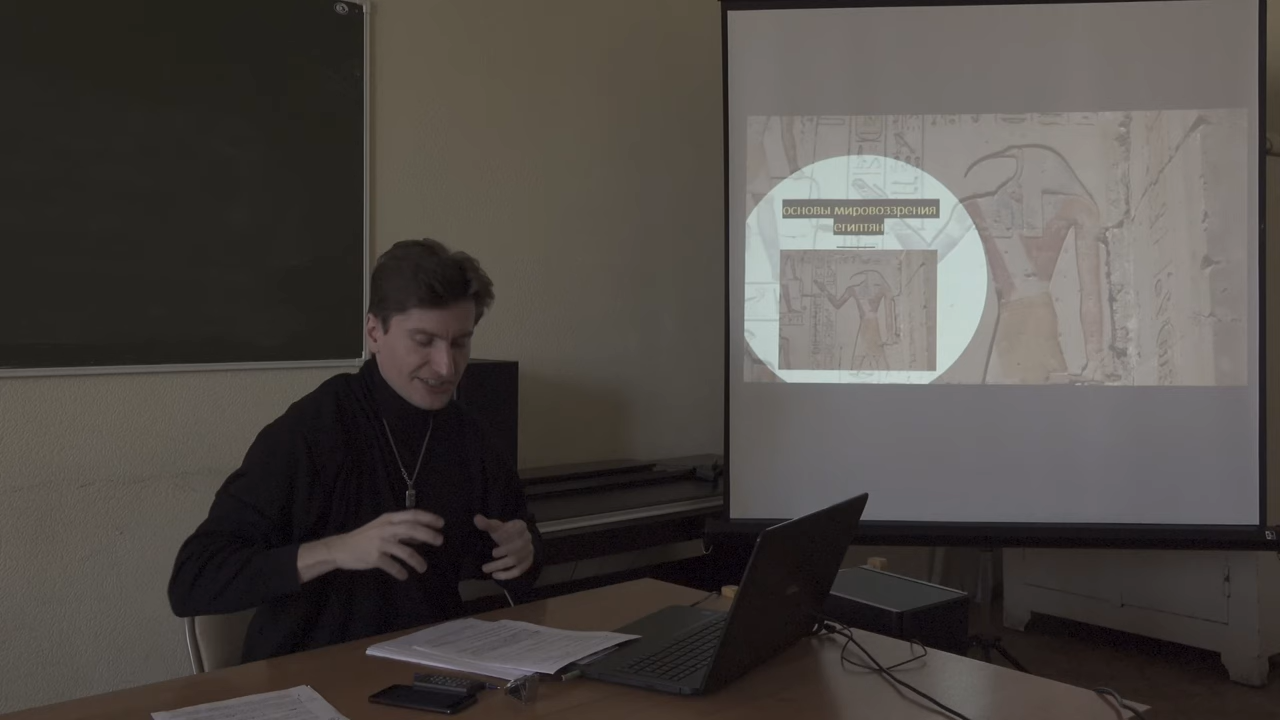 основы мировоззрения
египтян